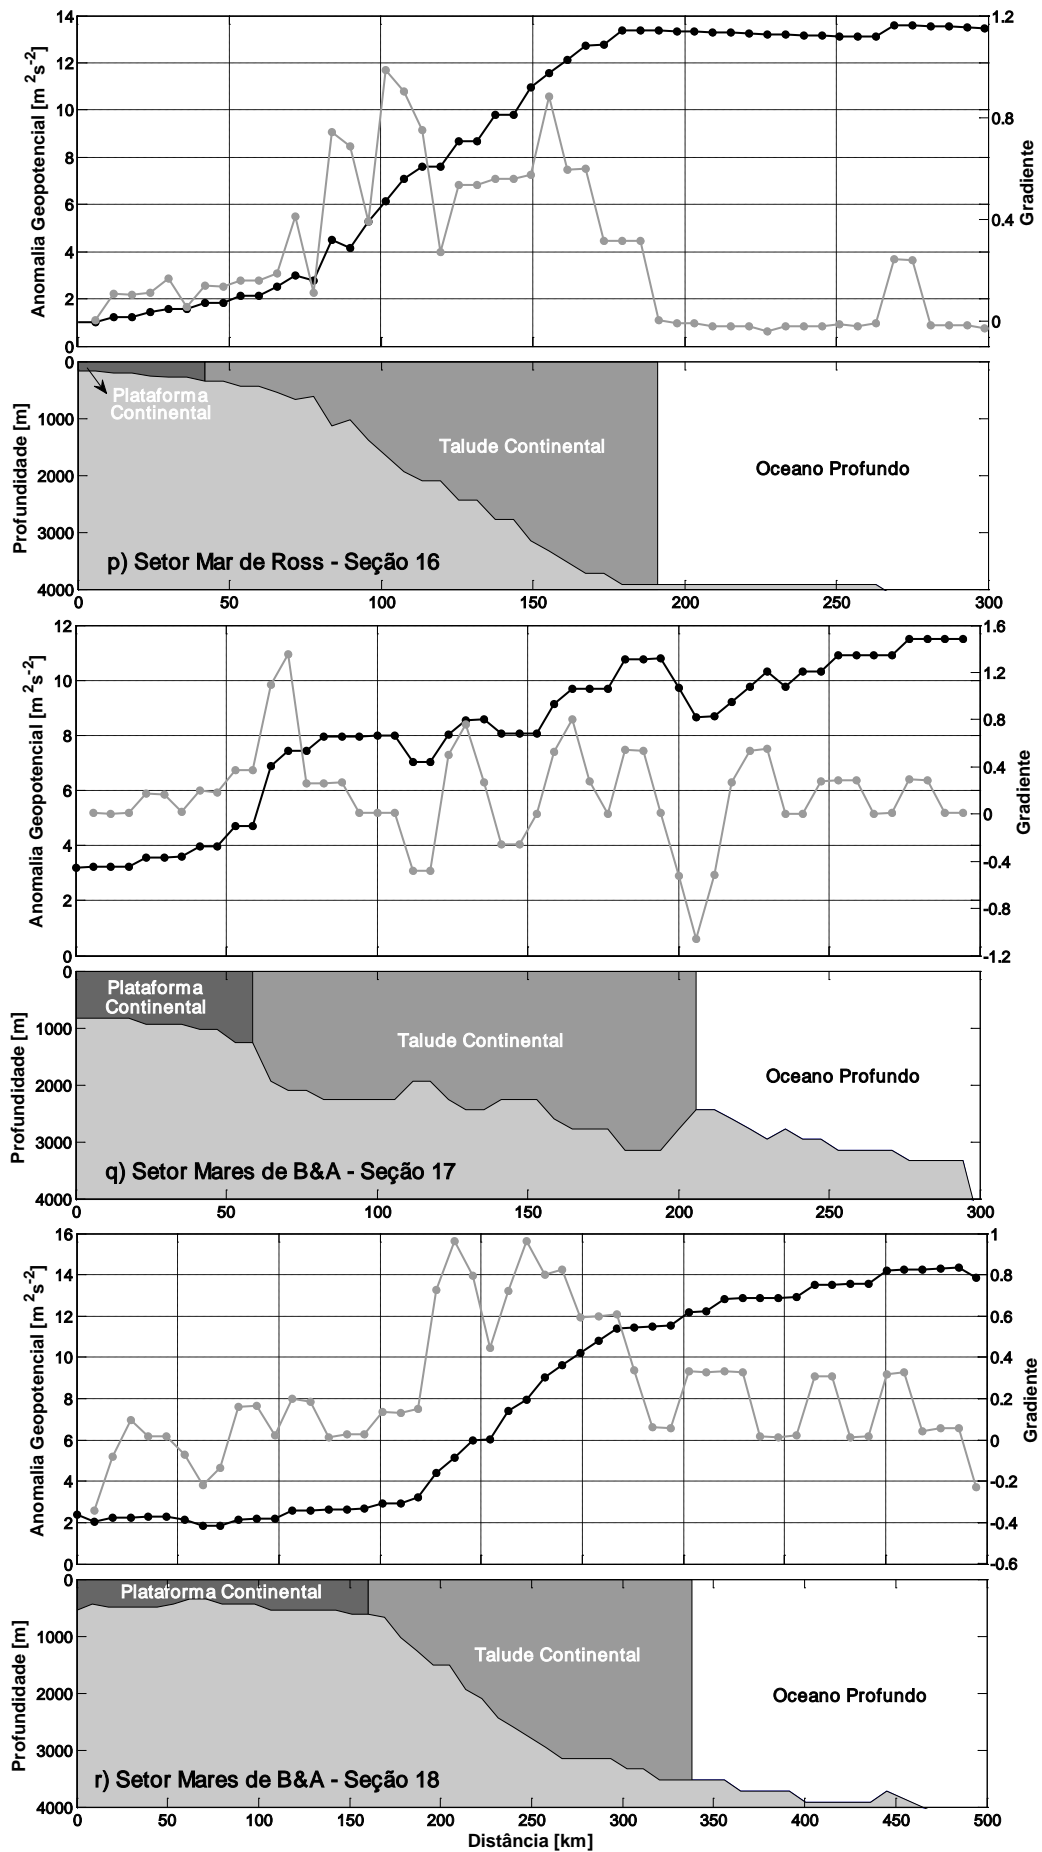 14
12
10
8
6
4
2
0
Anomalia Geopotencial [m ²s⁻²]
1.2
0.8
0.4
0
Gradiente
0
1000
2000
3000
4000
Profundidade [m]
Plataforma
Continental
Talude Continental
Oceano Profundo
p) Setor Mar de Ross - Seção 16
0 50 100 150 200 250 300
12
10
8
6
4
2
0
Anomalia Geopotencial [m ²s⁻²]
1.6
1.2
0.8
0.4
0
-0.4
-0.8
-1.2
Gradiente
0
1000
2000
3000
4000
Profundidade [m]
Plataforma
Continental
Talude Continental
Oceano Profundo
q) Setor Mares de B&A - Seção 17
0 50 100 150 200 250 300
16
14
12
10
8
6
4
2
0
Anomalia Geopotencial [m ²s⁻²]
1
0.8
0.6
0.4
0.2
0
-0.2
-0.4
-0.6
Gradiente
0
1000
2000
3000
4000
Profundidade [m]
Plataforma Continental
Talude Continental
Oceano Profundo
r) Setor Mares de B&A - Seção 18
0 50 100 150 200 250 300 350 400 450 500
Distância [km]